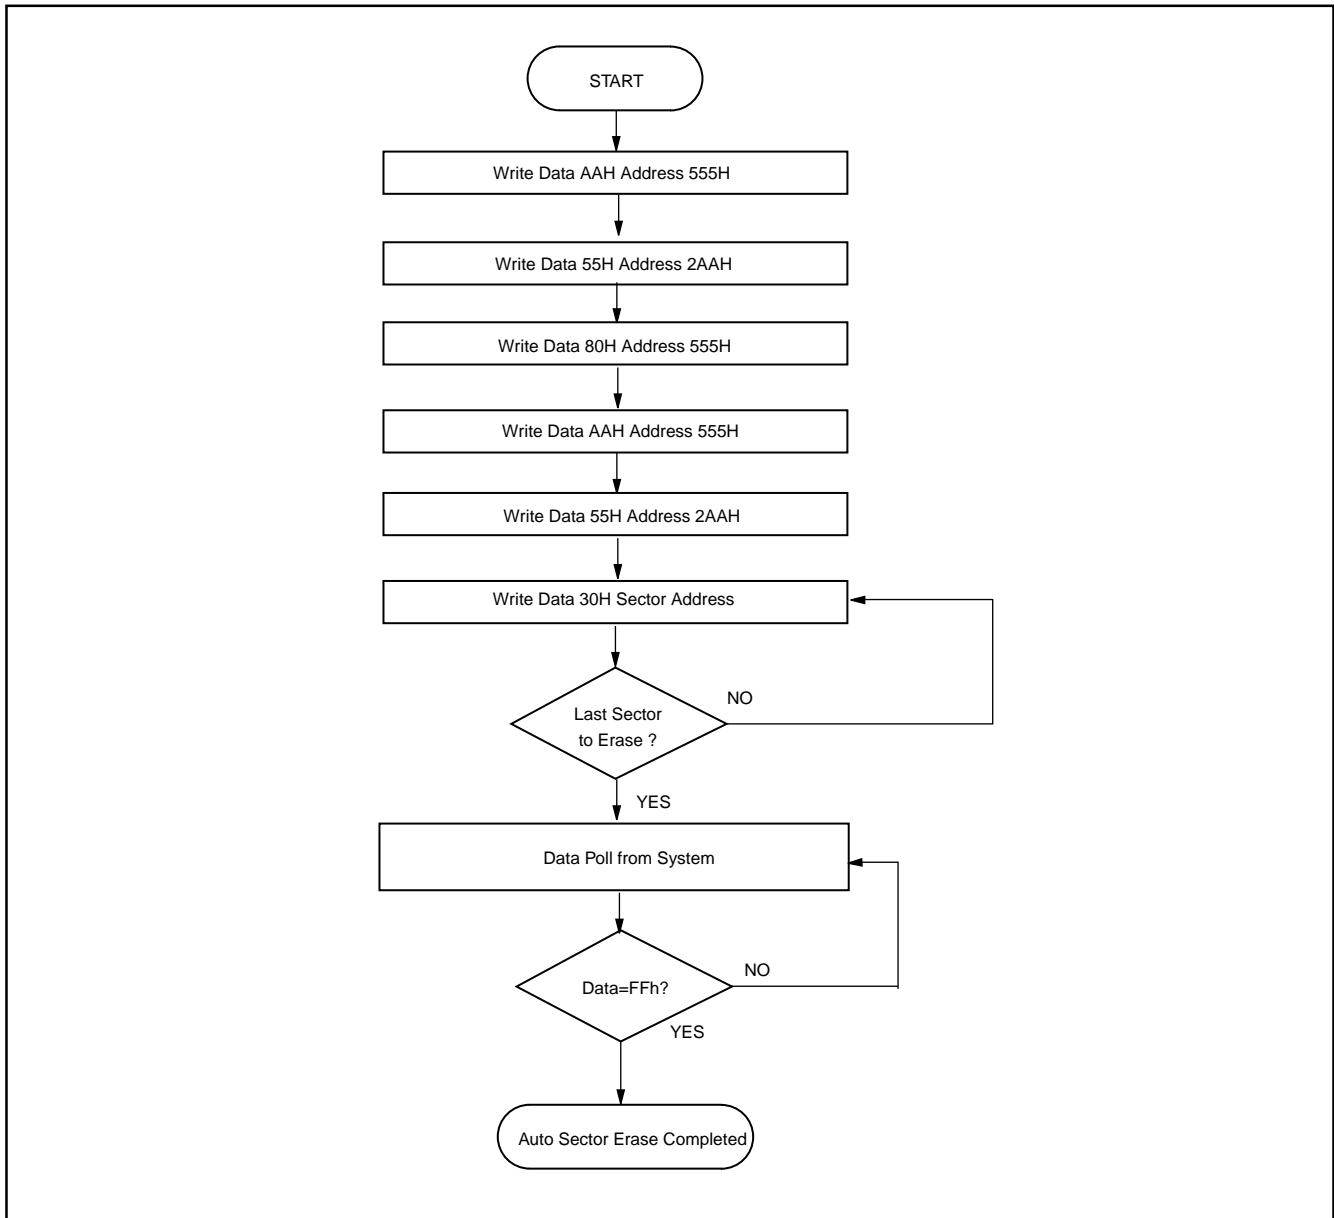 START
Write Data AAH Address 555H
Write Data 55H Address 2AAH
Write Data 80H Address 555H
Write Data AAH Address 555H
Write Data 55H Address 2AAH
Write Data 30H Sector Address
NO
Last Sector
to Erase ?
YES
Data Poll from System
NO
Data=FFh?
YES
Auto Sector Erase Completed